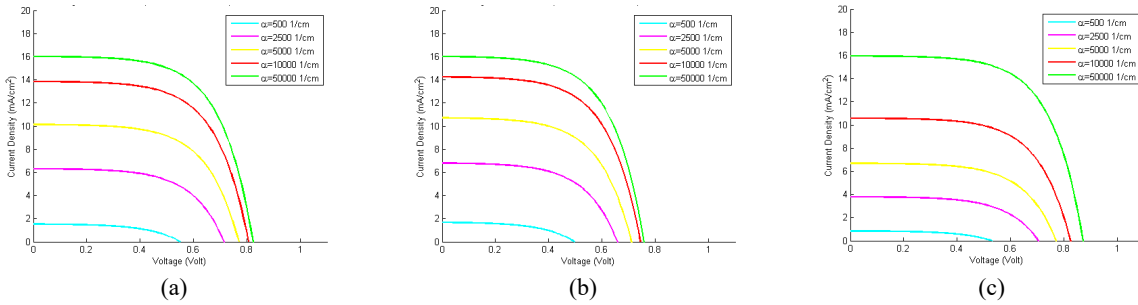 20
18
16
14
12
10
8
6
4
2
0
Current Density (mA/cm²)
0 0.2 0.4 0.6 0.8 1
Voltage (Volt)
α=500 1/cm
α=2500 1/cm
α=5000 1/cm
α=10000 1/cm
α=50000 1/cm
(a)
20
18
16
14
12
10
8
6
4
2
0
Current Density (mA/cm²)
0 0.2 0.4 0.6 0.8 1
Voltage (Volt)
α=500 1/cm
α=2500 1/cm
α=5000 1/cm
α=10000 1/cm
α=50000 1/cm
(b)
20
18
16
14
12
10
8
6
4
2
0
Current Density (mA/cm²)
0 0.2 0.4 0.6 0.8 1
Voltage (Volt)
α=500 1/cm
α=2500 1/cm
α=5000 1/cm
α=10000 1/cm
α=50000 1/cm
(c)